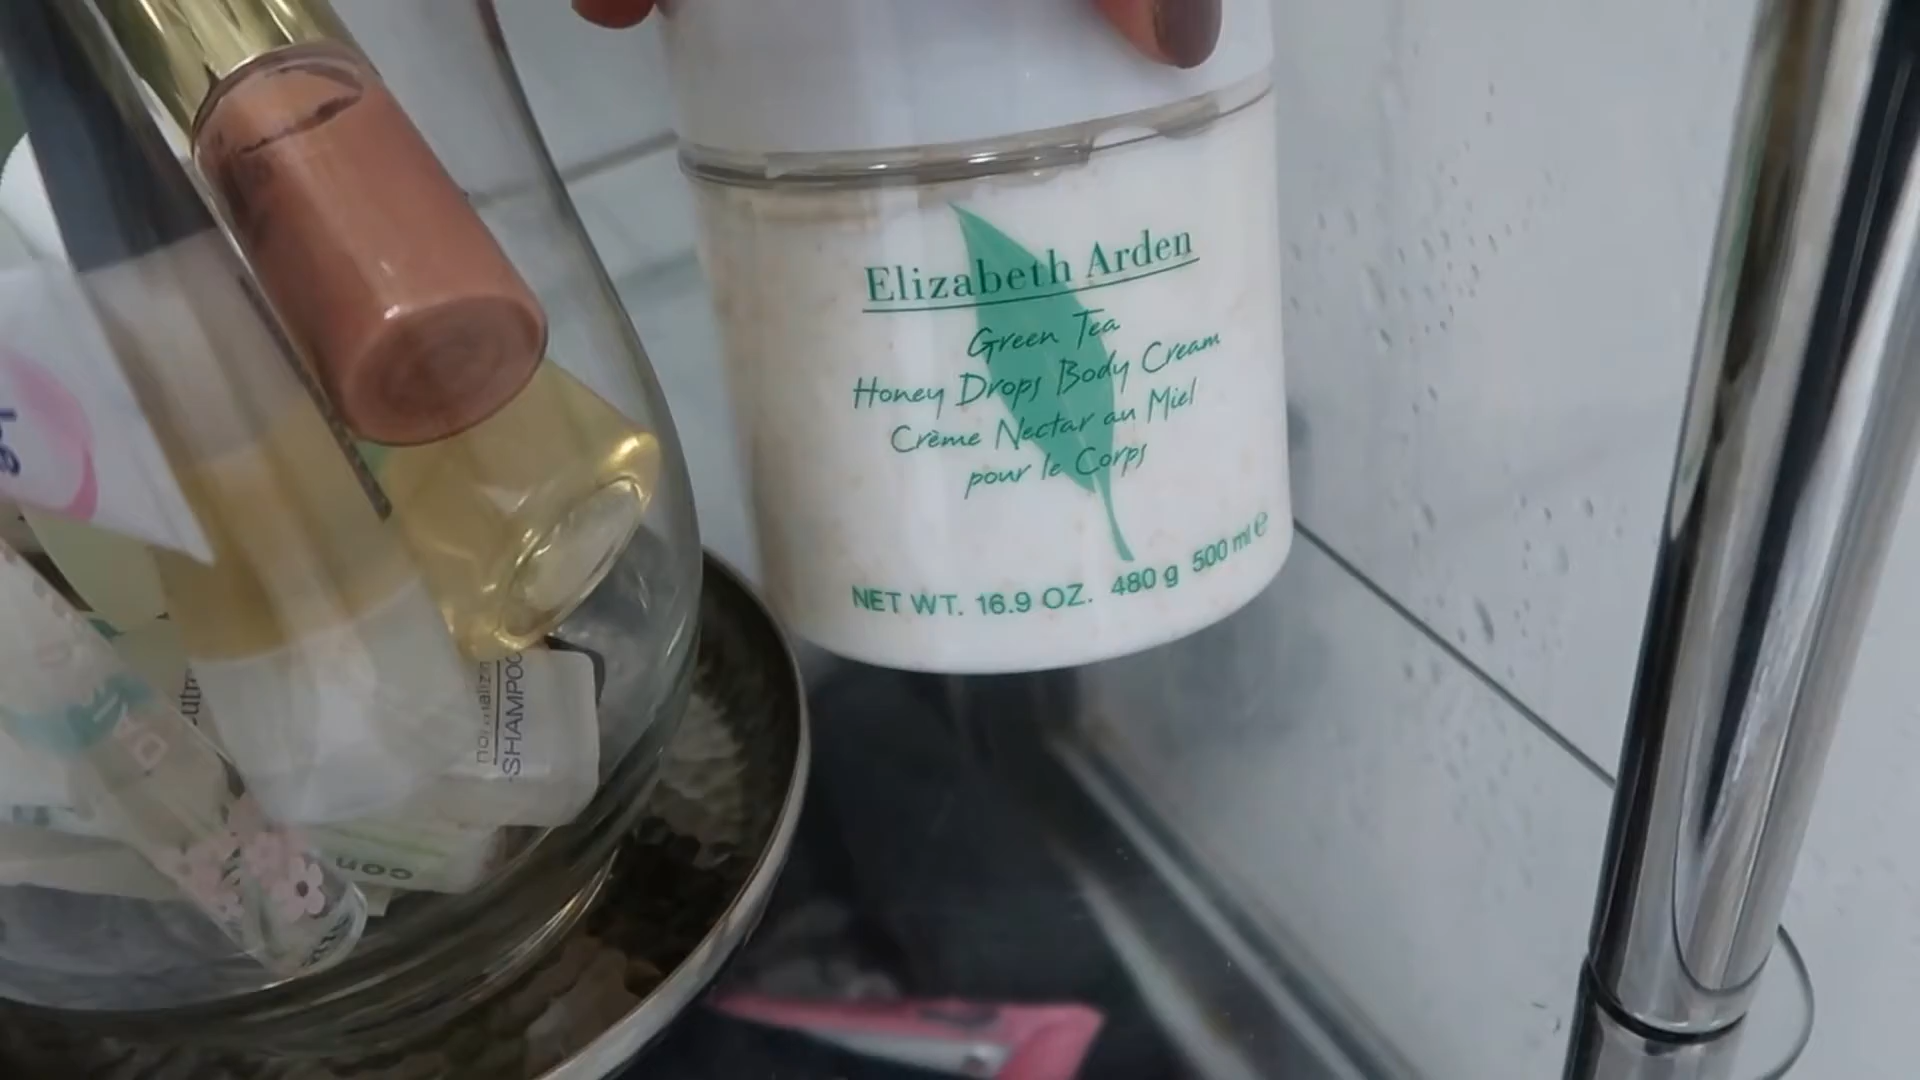 Elizabeth Arden
Green Tea
Honey Drops Body Cream
Crème Nectar au Miel
pour le Corps
NET WT. 16.9 OZ. 480 g 500 ml e
SHAMPOO
con